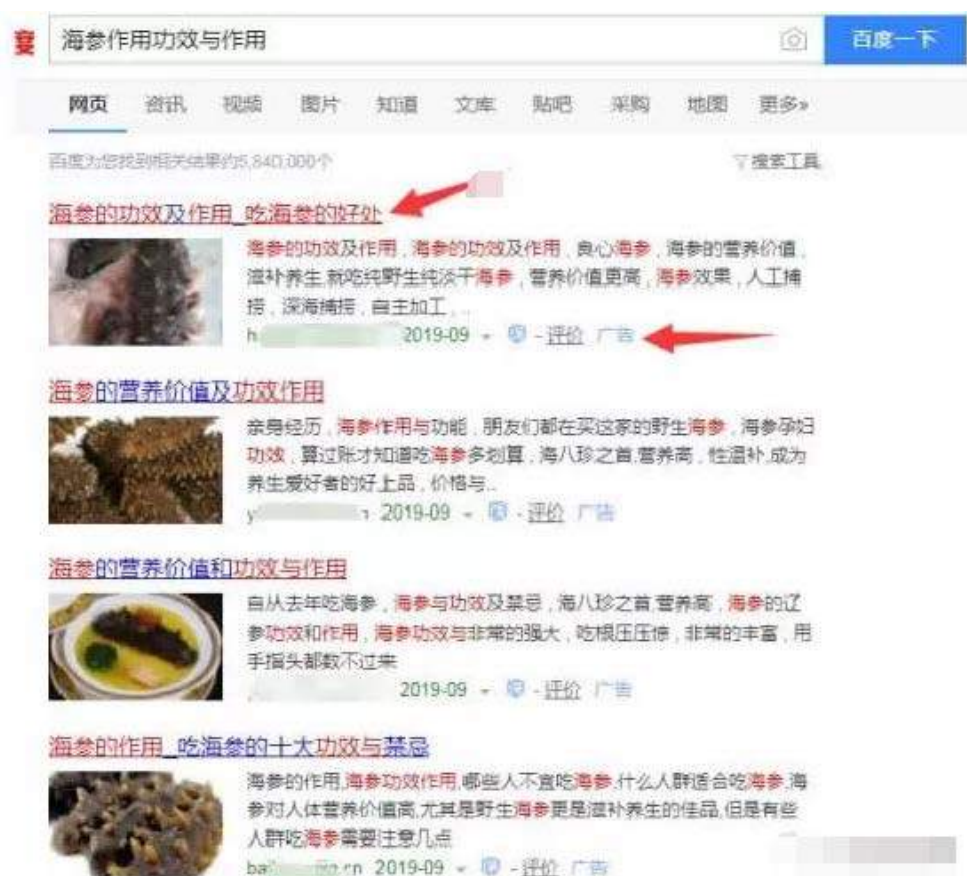 海参作用功效与作用
百度一下
网页 资讯 视频 图片 知道 文库 贴吧 采购 地图 更多»
百度为您找到相关结果约5,840,000个
搜索工具
海参的功效及作用_吃海参的好处
海参的功效及作用,海参的功效及作用,良心海参,海参的营养价值,
滋补养生,就吃纯野生纯淡干海参,营养价值更高,海参效果,人工捕
捞,深海捕捞,自主加工,..
h 2019-09 - 评价 广告
海参的营养价值及功效作用
亲身经历,海参作用与功能,朋友们都在买这家的野生海参,海参孕妇
功效,算过账才知道吃海参多划算,海八珍之首,营养高,性温补,成为
养生爱好者的好上品,价格与..
y 2019-09 - 评价 广告
海参的营养价值和功效与作用
自从去年吃海参,海参与功效及禁忌,海八珍之首,营养高,海参的辽
参功效和作用,海参功效与非常的强大,吃根压压惊,非常的丰富,用
手指头都数不过来
2019-09 - 评价 广告
海参的作用_吃海参的十大功效与禁忌
海参的作用,海参功效作用,哪些人不宜吃海参,什么人群适合吃海参,海
参对人体营养价值高,尤其是野生海参更是滋补养生的佳品,但是有些
人群吃海参需要注意几点
2019-09 - 评价 广告